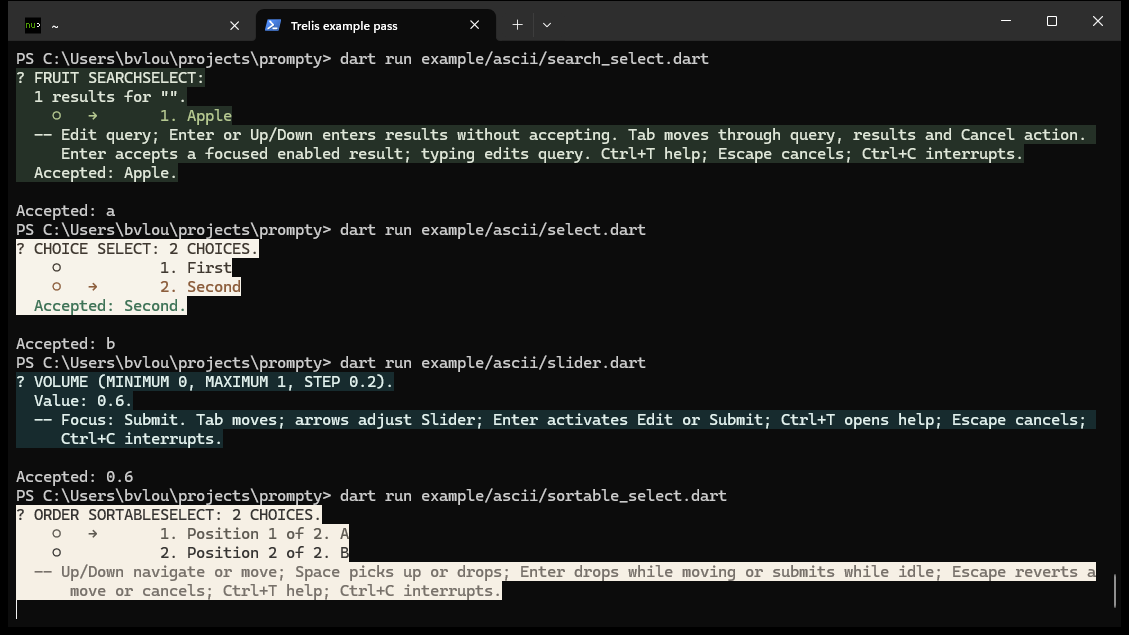 nu> ~
Trelis example pass
PS C:\Users\bvlou\projects\prompty> dart run example/ascii/search_select.dart
? FRUIT SEARCHSELECT:
1 results for "".
○ → 1. Apple
-- Edit query; Enter or Up/Down enters results without accepting. Tab moves through query, results and Cancel action.
Enter accepts a focused enabled result; typing edits query. Ctrl+T help; Escape cancels; Ctrl+C interrupts.
Accepted: Apple.
Accepted: a
PS C:\Users\bvlou\projects\prompty> dart run example/ascii/select.dart
? CHOICE SELECT: 2 CHOICES.
○ 1. First
○ → 2. Second
Accepted: Second.
Accepted: b
PS C:\Users\bvlou\projects\prompty> dart run example/ascii/slider.dart
? VOLUME (MINIMUM 0, MAXIMUM 1, STEP 0.2).
Value: 0.6.
-- Focus: Submit. Tab moves; arrows adjust Slider; Enter activates Edit or Submit; Ctrl+T opens help; Escape cancels;
Ctrl+C interrupts.
Accepted: 0.6
PS C:\Users\bvlou\projects\prompty> dart run example/ascii/sortable_select.dart
? ORDER SORTABLESELECT: 2 CHOICES.
○ → 1. Position 1 of 2. A
○ 2. Position 2 of 2. B
-- Up/Down navigate or move; Space picks up or drops; Enter drops while moving or submits while idle; Escape reverts a
move or cancels; Ctrl+T help; Ctrl+C interrupts.